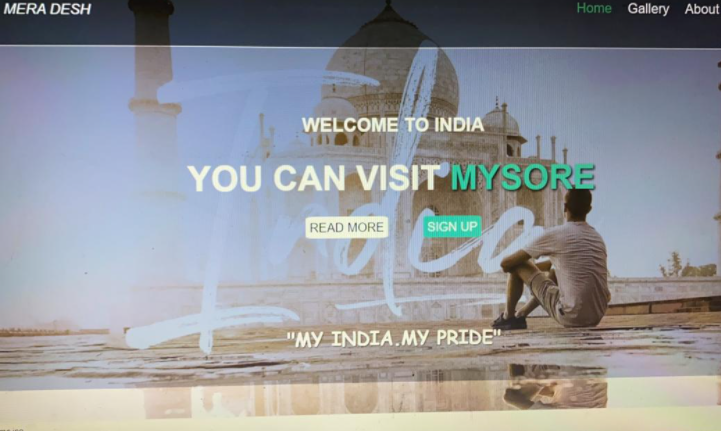 MERA DESH
Home Gallery About
India
WELCOME TO INDIA
YOU CAN VISIT MYSORE
READ MORE SIGN UP
"MY INDIA.MY PRIDE"